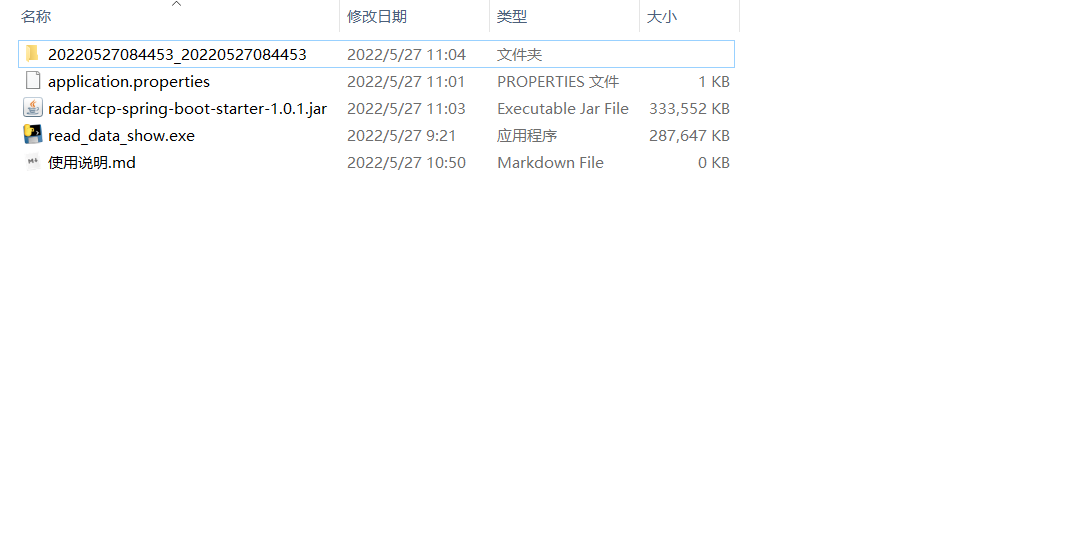 名称 修改日期 类型 大小
20220527084453_20220527084453 2022/5/27 11:04 文件夹
application.properties 2022/5/27 11:01 PROPERTIES 文件 1 KB
radar-tcp-spring-boot-starter-1.0.1.jar 2022/5/27 11:03 Executable Jar File 333,552 KB
read_data_show.exe 2022/5/27 9:21 应用程序 287,647 KB
使用说明.md 2022/5/27 10:50 Markdown File 0 KB